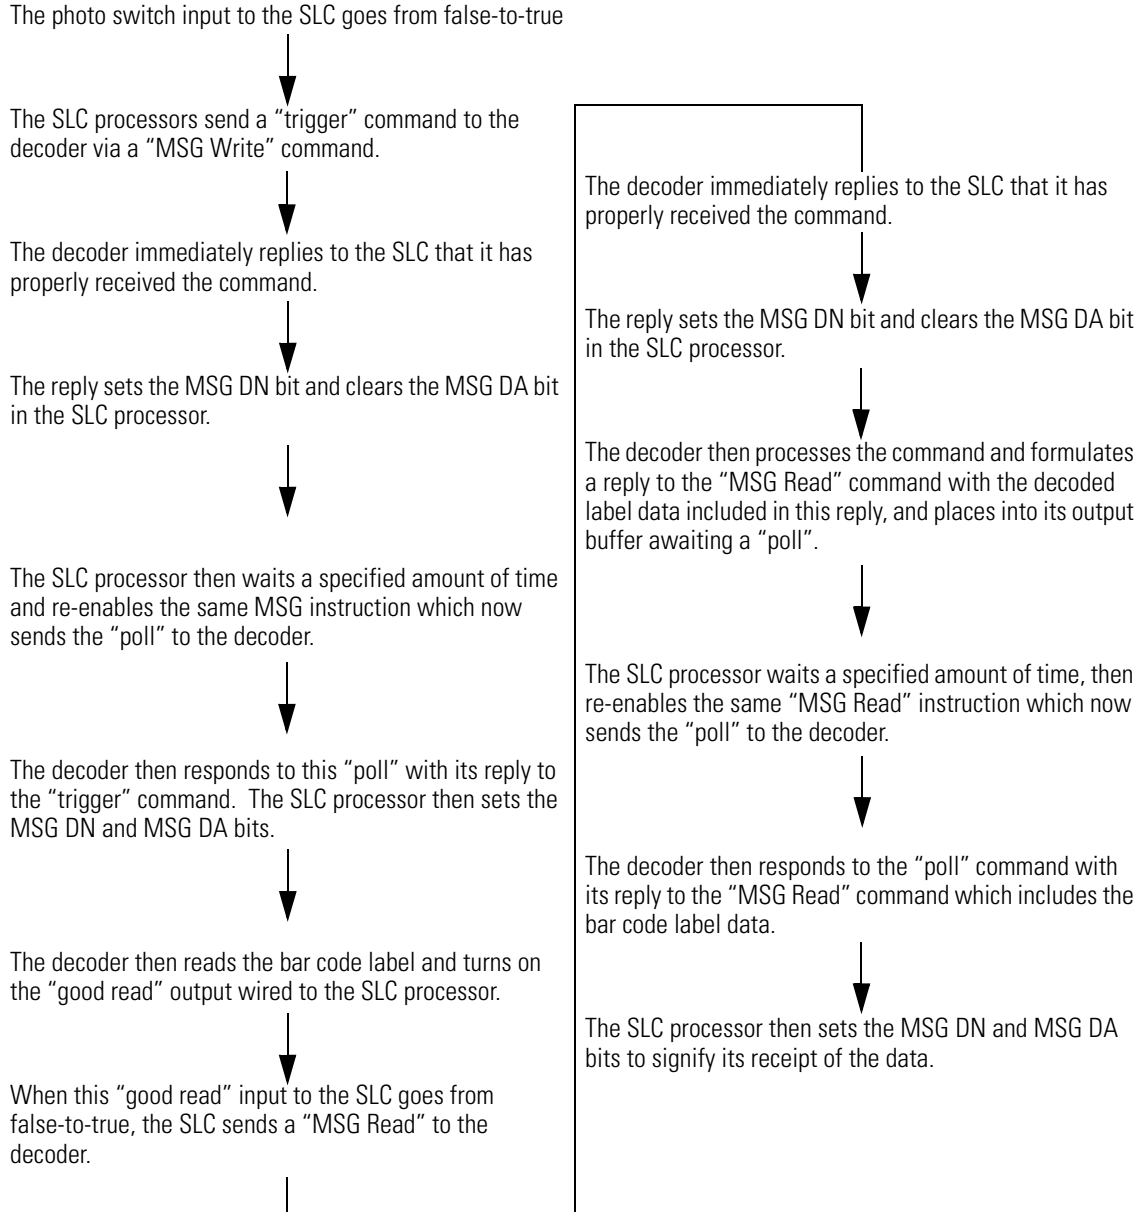 The photo switch input to the SLC goes from false-to-true
The SLC processors send a “trigger” command to the
decoder via a “MSG Write” command.
The decoder immediately replies to the SLC that it has
properly received the command.
The reply sets the MSG DN bit and clears the MSG DA bit
in the SLC processor.
The SLC processor then waits a specified amount of time
and re-enables the same MSG instruction which now
sends the “poll” to the decoder.
The decoder then responds to this “poll” with its reply to
the “trigger” command.  The SLC processor then sets the
MSG DN and MSG DA bits.
The decoder then reads the bar code label and turns on
the “good read” output wired to the SLC processor.
When this “good read” input to the SLC goes from
false-to-true, the SLC sends a “MSG Read” to the
decoder.
The decoder immediately replies to the SLC that it has
properly received the command.
The reply sets the MSG DN bit and clears the MSG DA bit
in the SLC processor.
The decoder then processes the command and formulates
a reply to the “MSG Read” command with the decoded
label data included in this reply, and places into its output
buffer awaiting a “poll”.
The SLC processor waits a specified amount of time, then
re-enables the same “MSG Read” instruction which now
sends the “poll” to the decoder.
The decoder then responds to the “poll” command with
its reply to the “MSG Read” command which includes the
bar code label data.
The SLC processor then sets the MSG DN and MSG DA
bits to signify its receipt of the data.